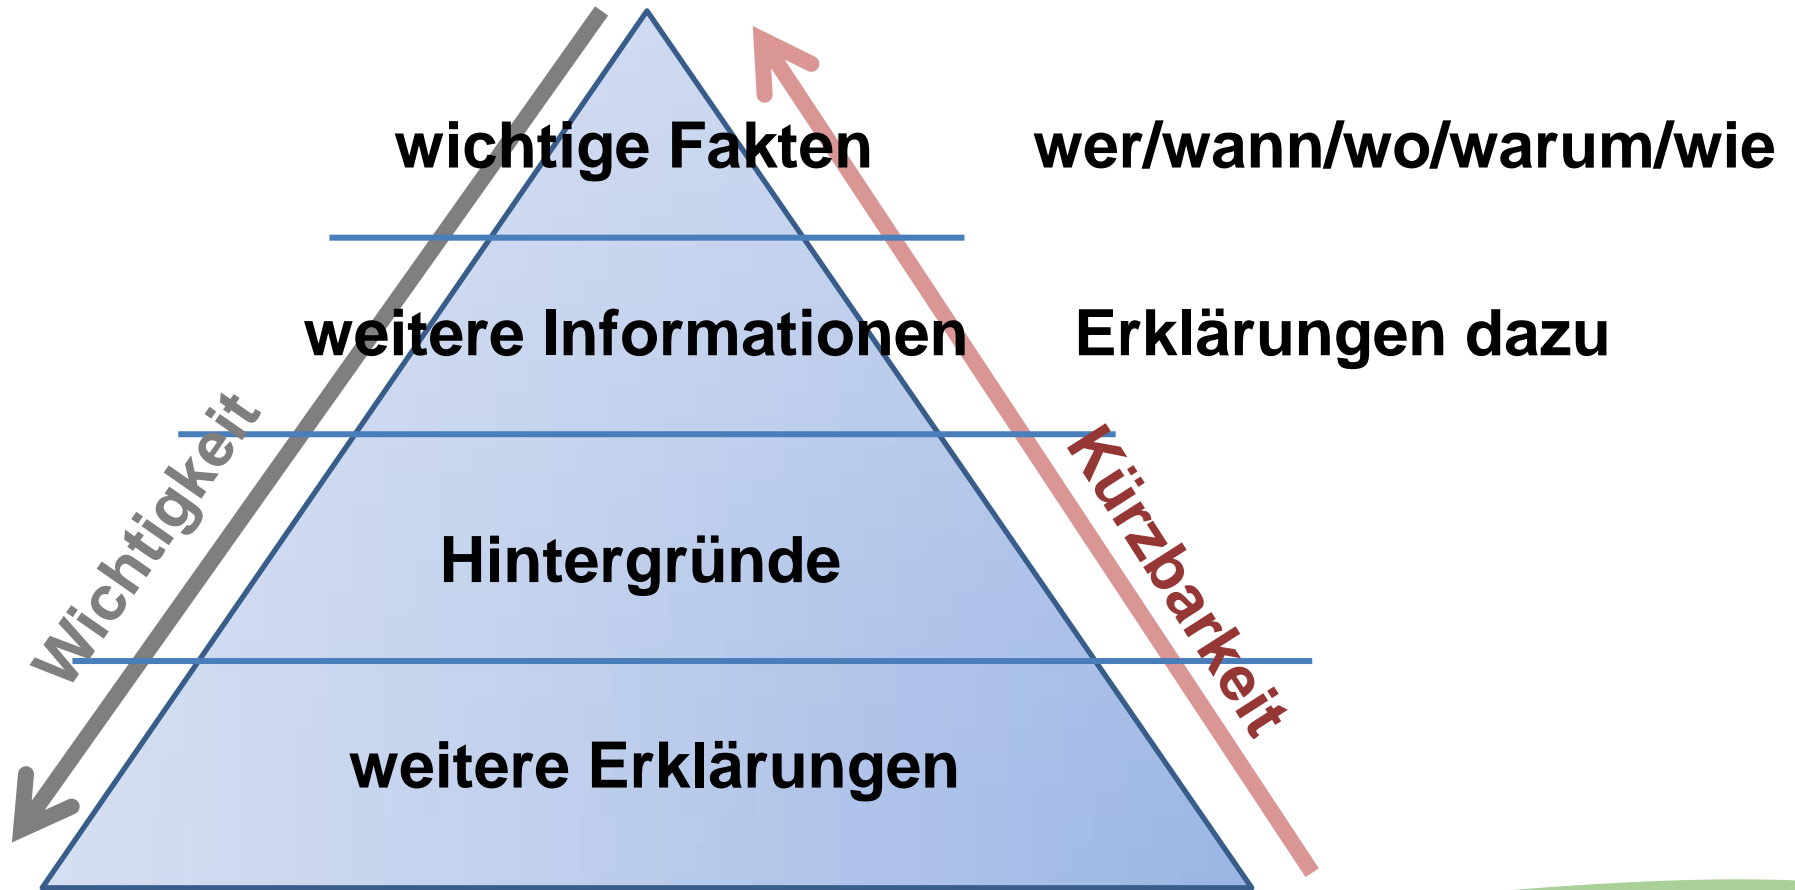 wichtige Fakten
wer/wann/wo/warum/wie
weitere Informationen
Erklärungen dazu
Wichtigkeit
Kürzbarkeit
Hintergründe
weitere Erklärungen